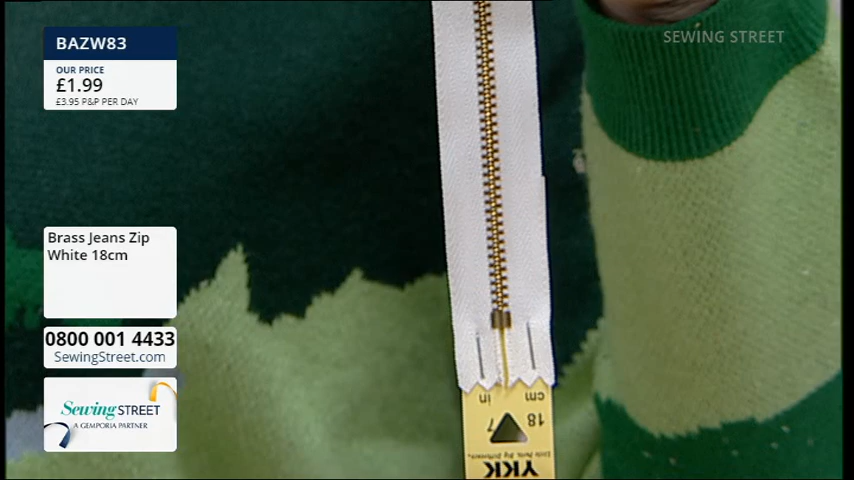 BAZW83
OUR PRICE
£1.99
£3.95 P&P PER DAY
SEWING STREET
Brass Jeans Zip
White 18cm
0800 001 4433
SewingStreet.com
Sewing STREET
A GEMPORIA PARTNER
in
cm
7
18
YKK